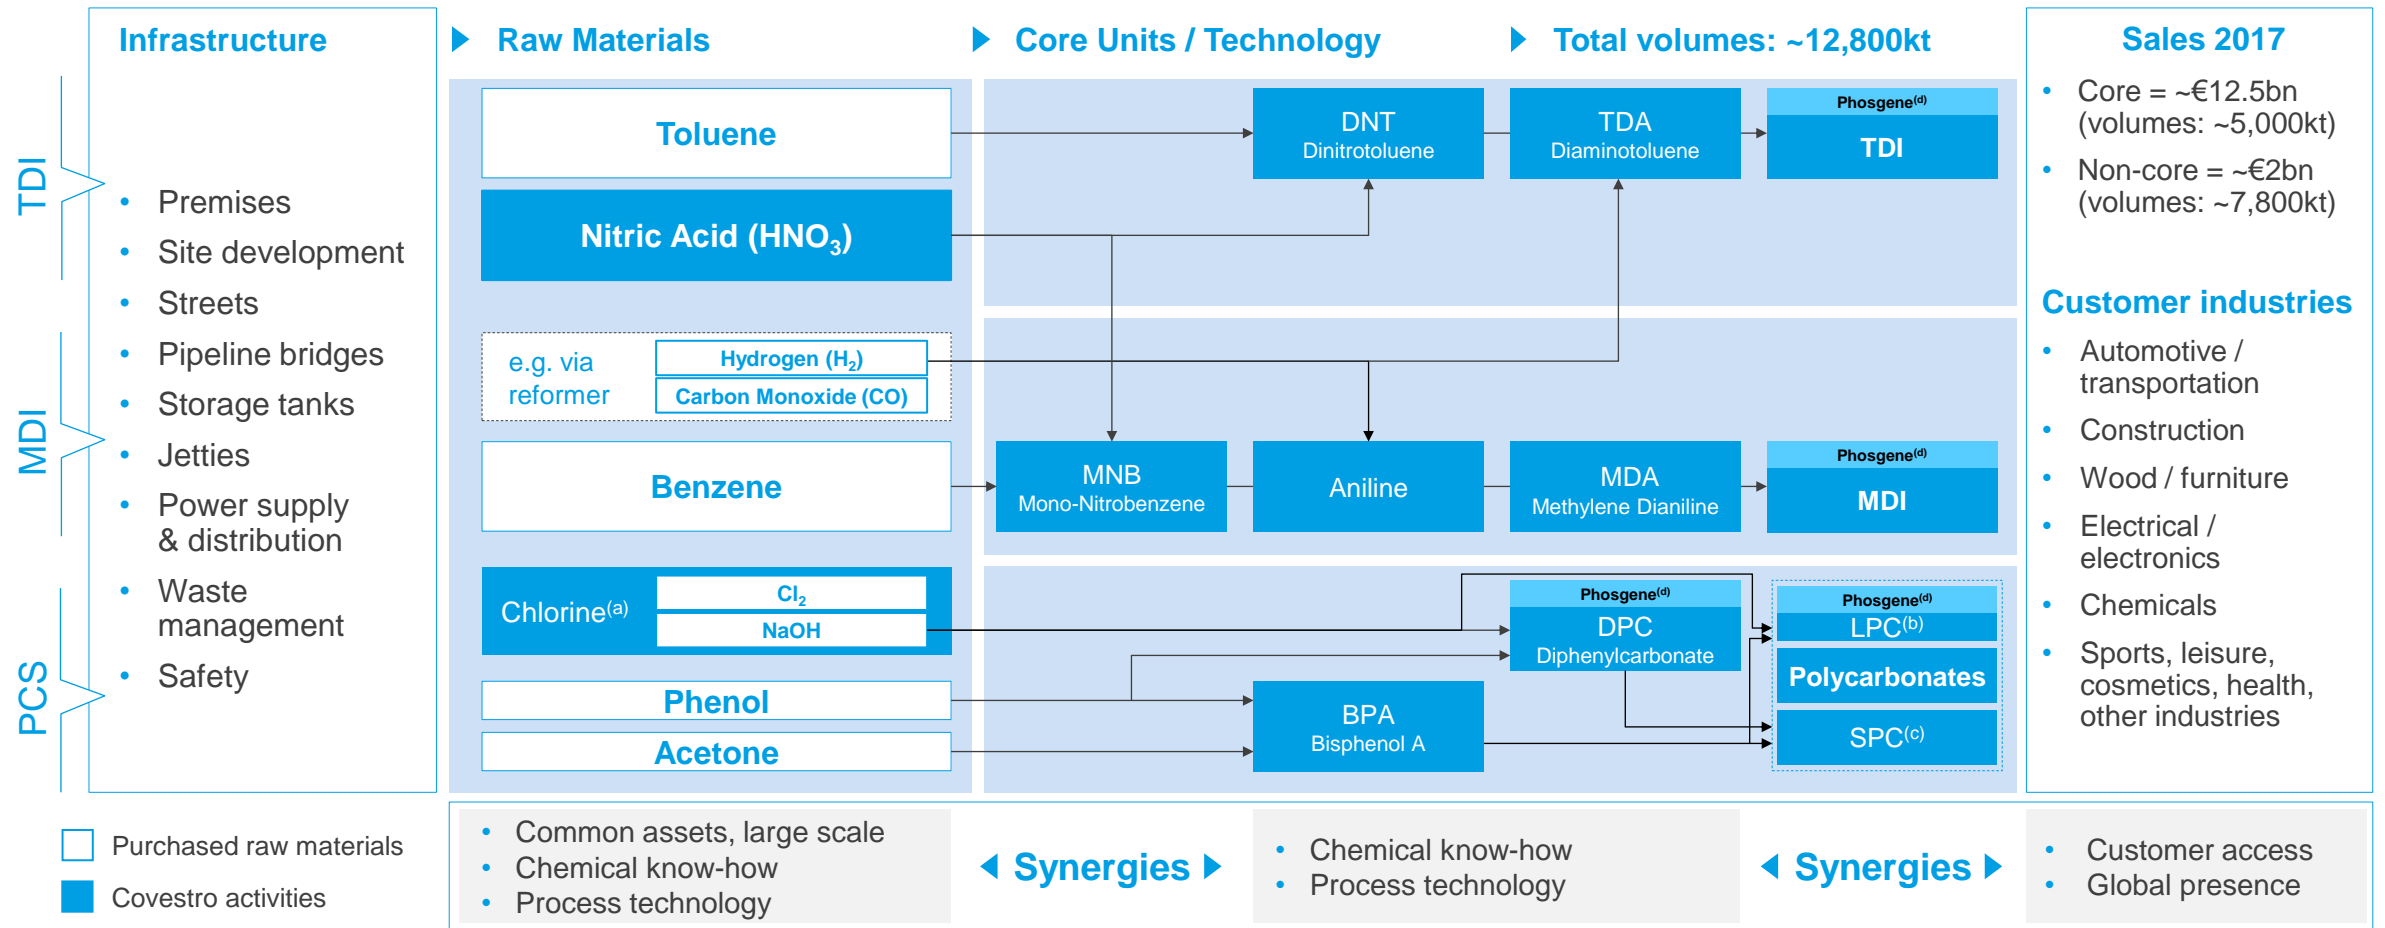 Infrastructure
Raw Materials
Core Units / Technology
Total volumes: ~12,800kt
Sales 2017
TDI
MDI
PCS
• Premises
• Site development
• Streets
• Pipeline bridges
• Storage tanks
• Jetties
• Power supply
& distribution
• Waste
management
• Safety
Toluene
Nitric Acid (HNO₃)
e.g. via
reformer
Hydrogen (H₂)
Carbon Monoxide (CO)
Benzene
Chlorine(a)
Cl₂
NaOH
Phenol
Acetone
DNT
Dinitrotoluene
TDA
Diaminotoluene
Phosgene(d)
TDI
MNB
Mono-Nitrobenzene
Aniline
MDA
Methylene Dianiline
Phosgene(d)
MDI
Phosgene(d)
DPC
Diphenylcarbonate
BPA
Bisphenol A
Phosgene(d)
LPC(b)
Polycarbonates
SPC(c)
• Core = ~€12.5bn
(volumes: ~5,000kt)
• Non-core = ~€2bn
(volumes: ~7,800kt)
Customer industries
• Automotive /
transportation
• Construction
• Wood / furniture
• Electrical /
electronics
• Chemicals
• Sports, leisure,
cosmetics, health,
other industries
Purchased raw materials
Covestro activities
• Common assets, large scale
• Chemical know-how
• Process technology
Synergies
• Chemical know-how
• Process technology
Synergies
• Customer access
• Global presence